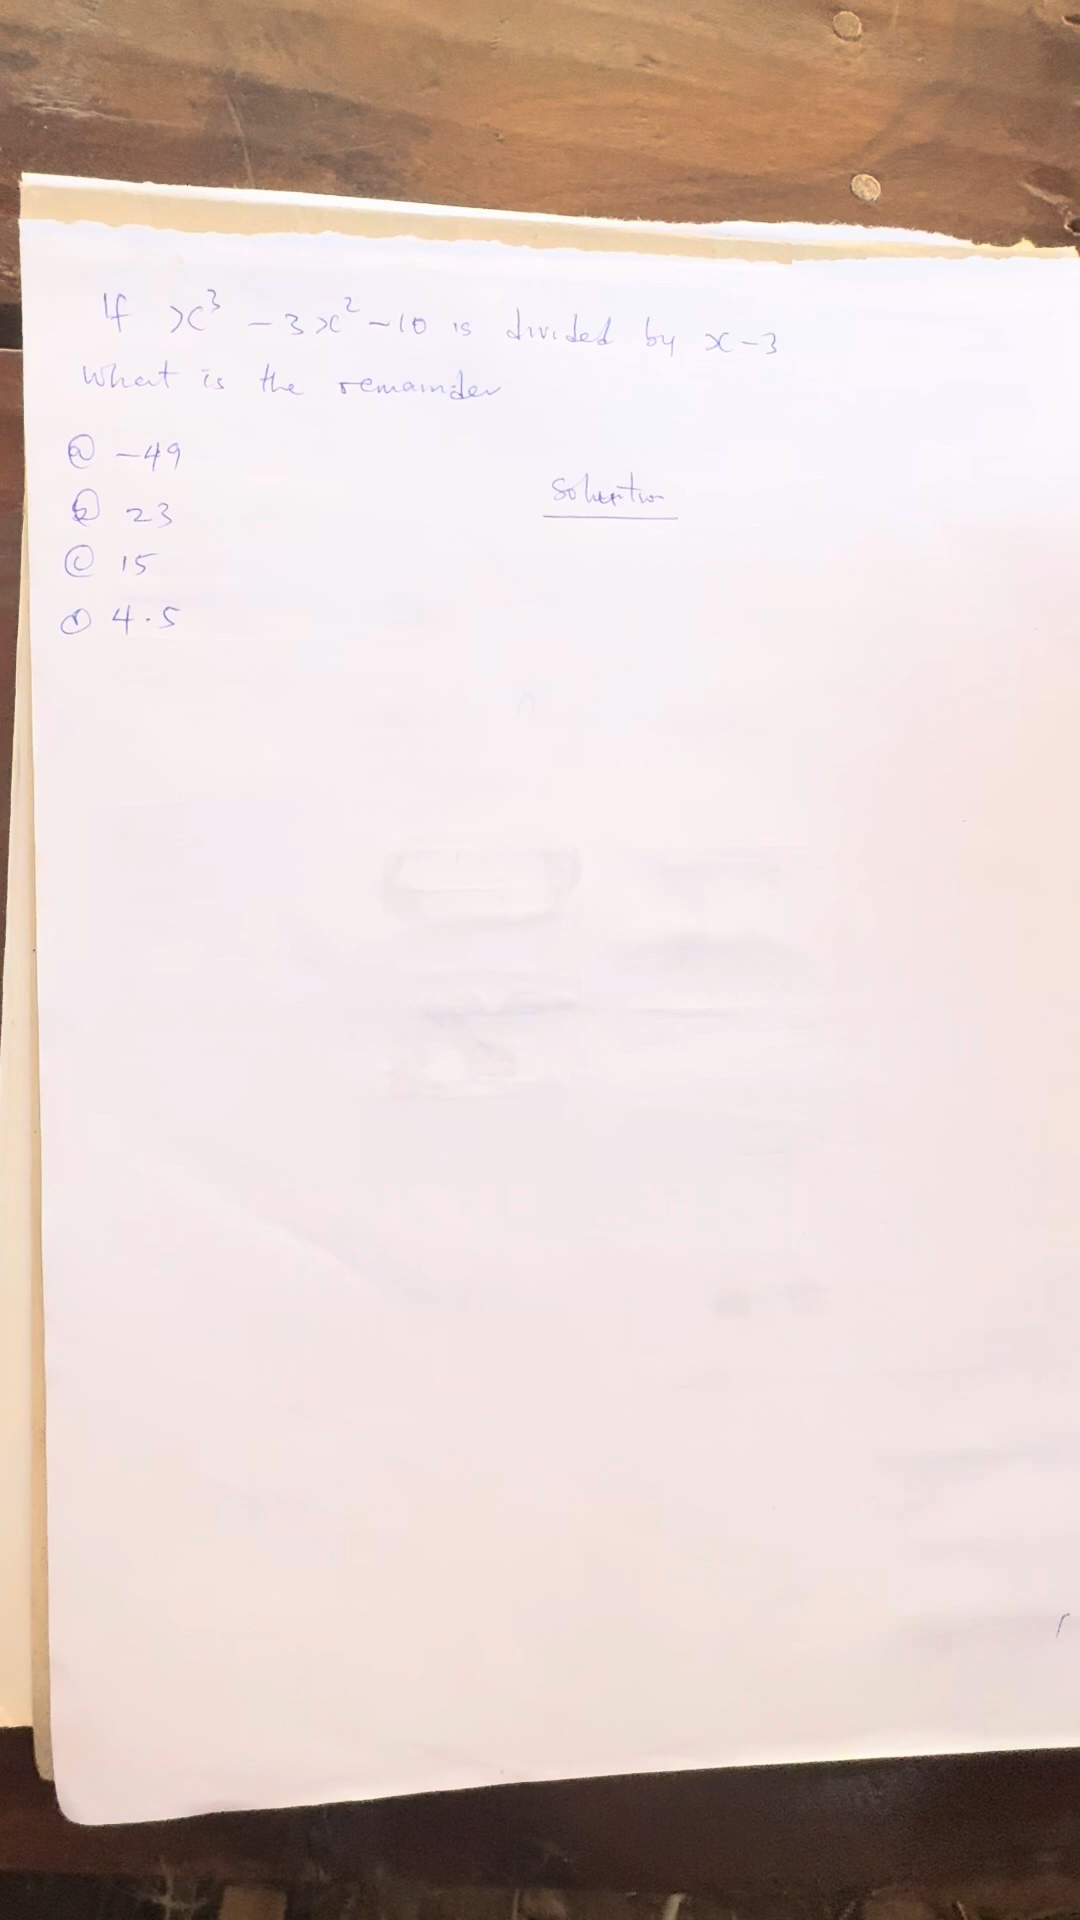 If x³ - 3x² - 10 is divided by x-3
What is the remainder
ⓐ -49
ⓑ 23
ⓒ 15
ⓓ 4.5
Solution